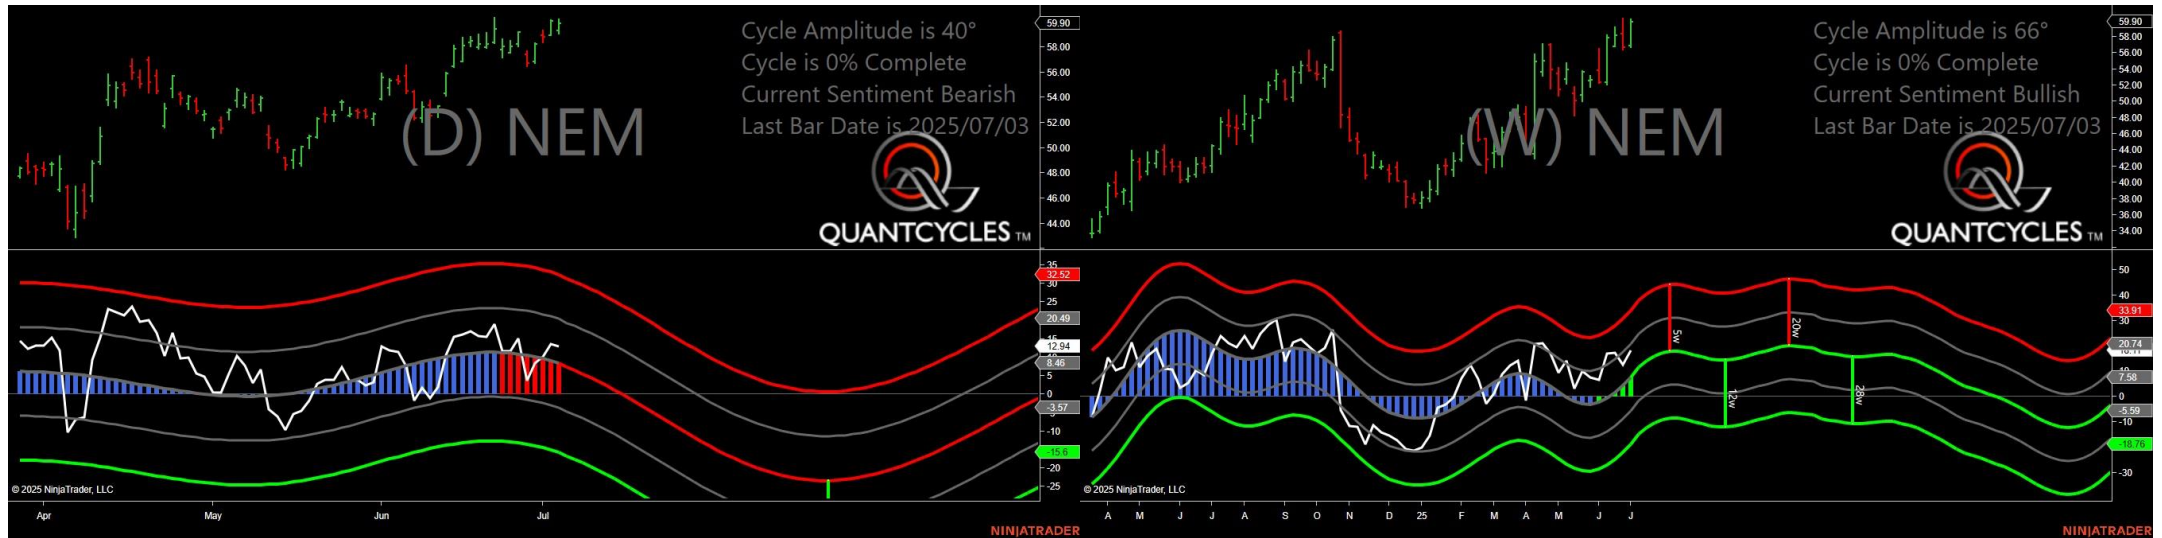 Cycle Amplitude is 40°
Cycle is 0% Complete
Current Sentiment Bearish
Last Bar Date is 2025/07/03
(D) NEM
QUANTCYCLES TM
59.90
58.00
56.00
54.00
52.00
50.00
48.00
46.00
44.00
35
32.52
30
25
20.49
12.94
8.46
5
0
-3.57
-10
-15.6
-20
-25
© 2025 NinjaTrader, LLC
Apr May Jun Jul
NINJATRADER
Cycle Amplitude is 66°
Cycle is 0% Complete
Current Sentiment Bullish
Last Bar Date is 2025/07/03
(W) NEM
QUANTCYCLES TM
59.90
58.00
56.00
54.00
52.00
50.00
48.00
46.00
44.00
42.00
40.00
38.00
36.00
34.00
50
40
33.91
30
20.74
7.58
0
-5.59
-10
-18.76
-30
5w
12w
20w
28w
© 2025 NinjaTrader, LLC
A M J J A S O N D 25 F M A M J J
NINJATRADER